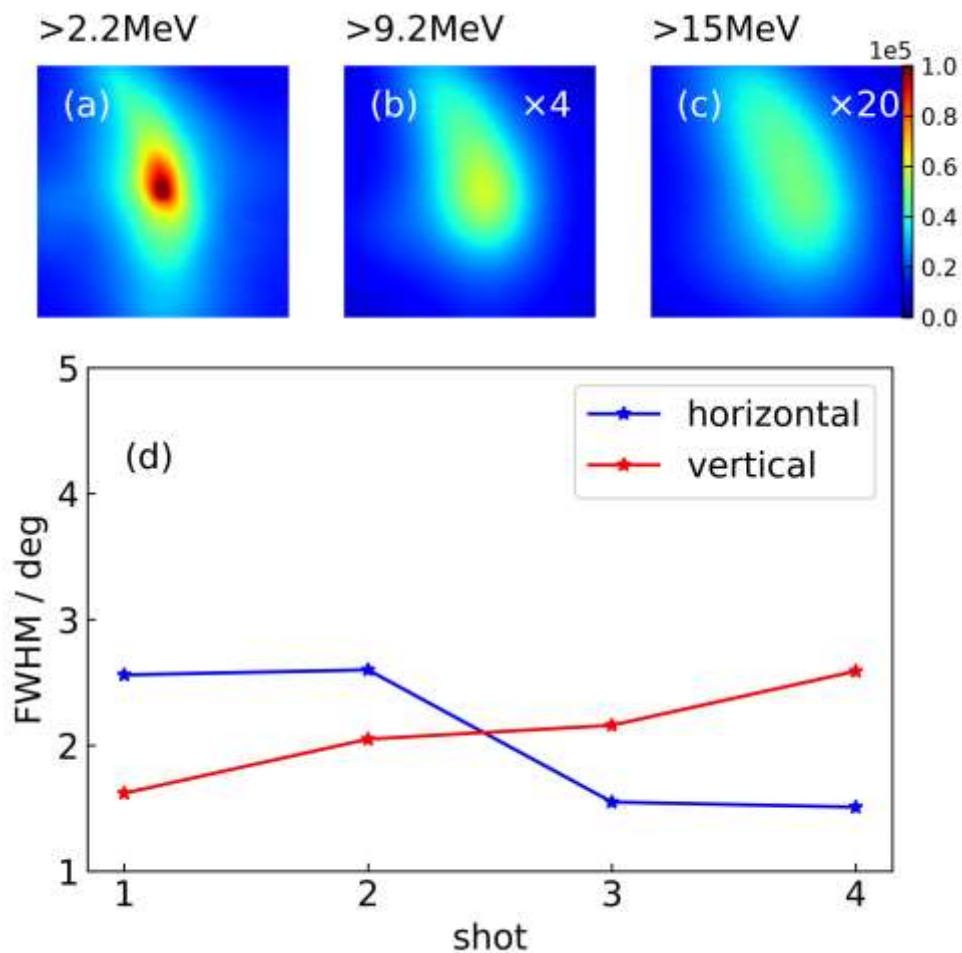 >2.2MeV >9.2MeV >15MeV
1e5
(a) (b) ×4 (c) ×20
1.0
0.8
0.6
0.4
0.2
0.0
(d)
horizontal
vertical
FWHM / deg
5
4
3
2
1
1 2 3 4
shot